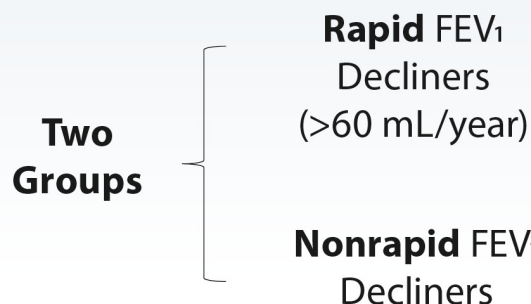 Rapid FEV₁
Decliners
(>60 mL/year)
Two
Groups
Nonrapid FEV
Decliners